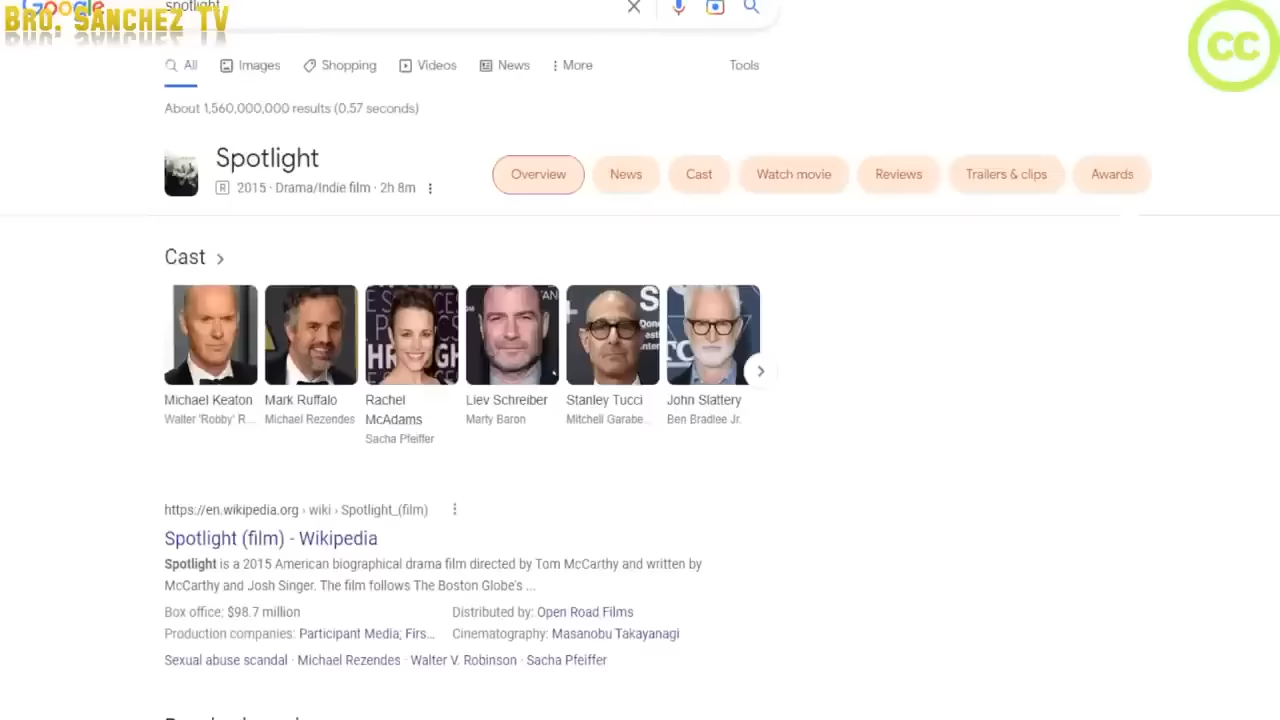 Google
BRO. SANCHEZ TV
spotlight
CC
All Images Shopping Videos News More Tools
About 1,560,000,000 results (0.57 seconds)
Spotlight
R 2015 · Drama/Indie film · 2h 8m
Overview News Cast Watch movie Reviews Trailers & clips Awards
Cast
Michael Keaton Mark Ruffalo Rachel McAdams Liev Schreiber Stanley Tucci John Slattery
Walter 'Robby' R... Michael Rezendes Sacha Pfeiffer Marty Baron Mitchell Garabe... Ben Bradlee Jr.
https://en.wikipedia.org › wiki › Spotlight_(film)
Spotlight (film) - Wikipedia
Spotlight is a 2015 American biographical drama film directed by Tom McCarthy and written by
McCarthy and Josh Singer. The film follows The Boston Globe's ...
Box office: $98.7 million Distributed by: Open Road Films
Production companies: Participant Media; Firs... Cinematography: Masanobu Takayanagi
Sexual abuse scandal · Michael Rezendes · Walter V. Robinson · Sacha Pfeiffer